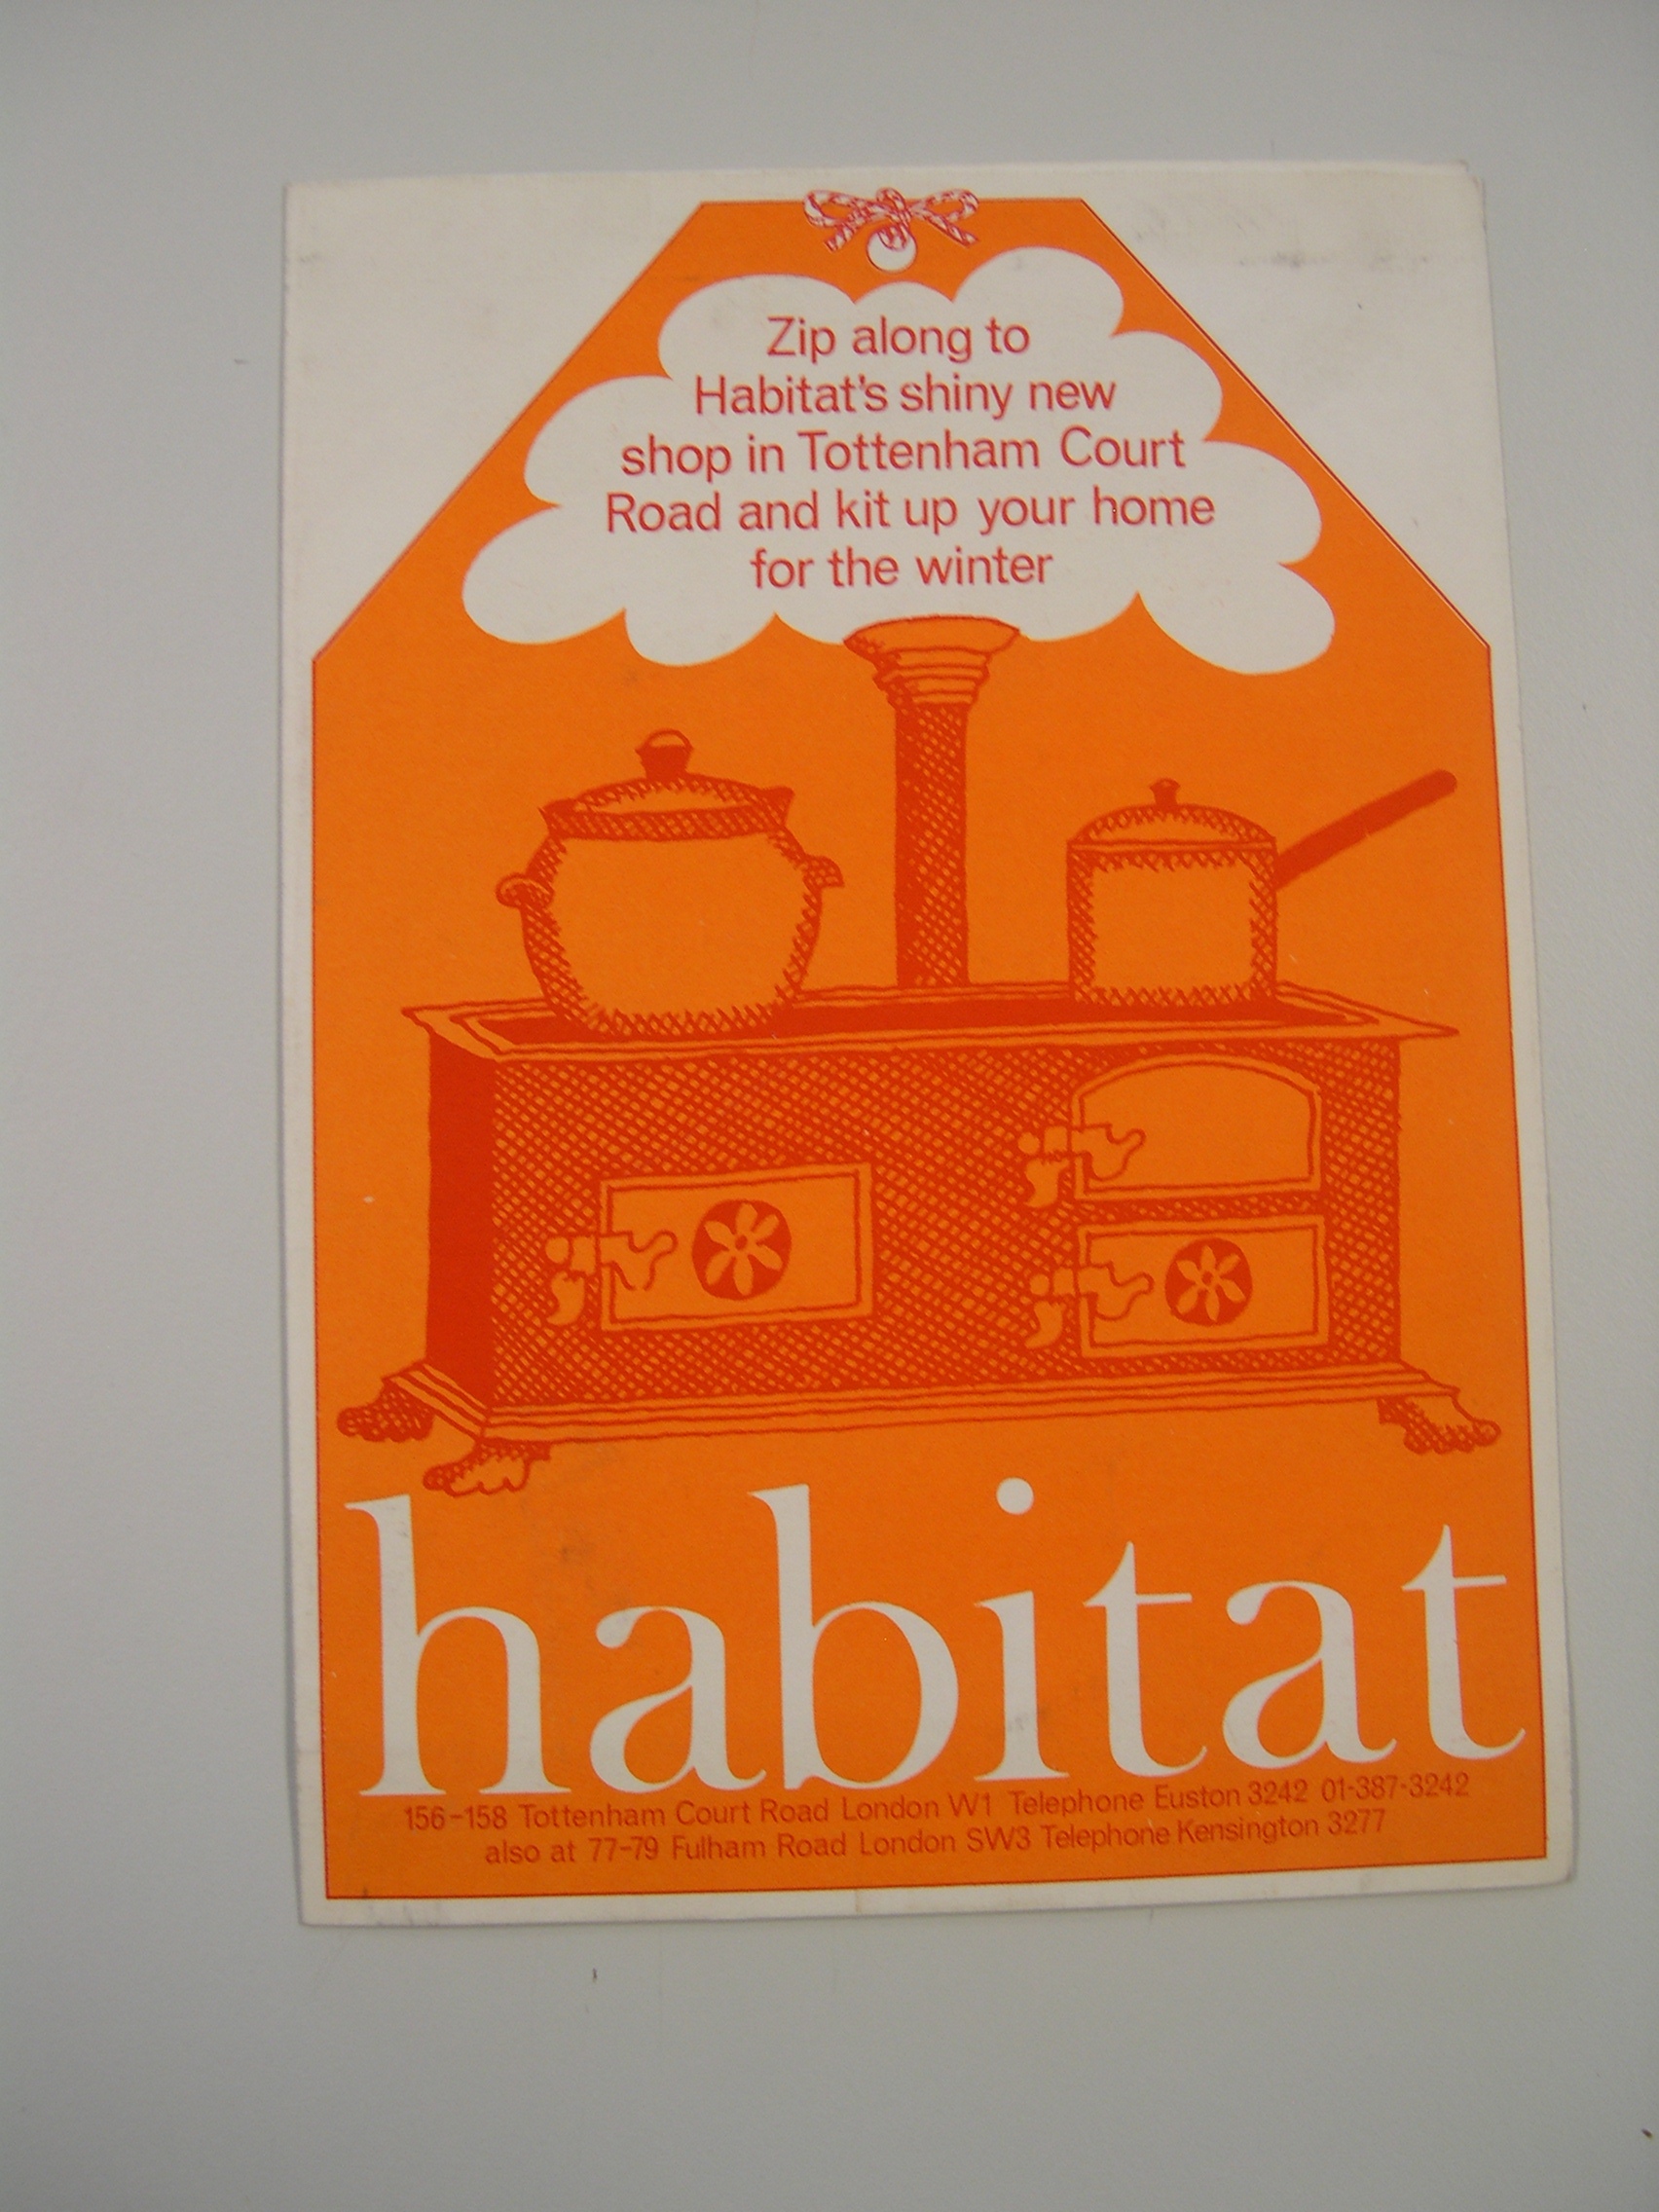 Zip along to
Habitat's shiny new
shop in Tottenham Court
Road and kit up your home
for the winter
habitat
156-158 Tottenham Court Road London W1 Telephone Euston 3242 01-387-3242
also at 77-79 Fulham Road London SW3 Telephone Kensington 3277